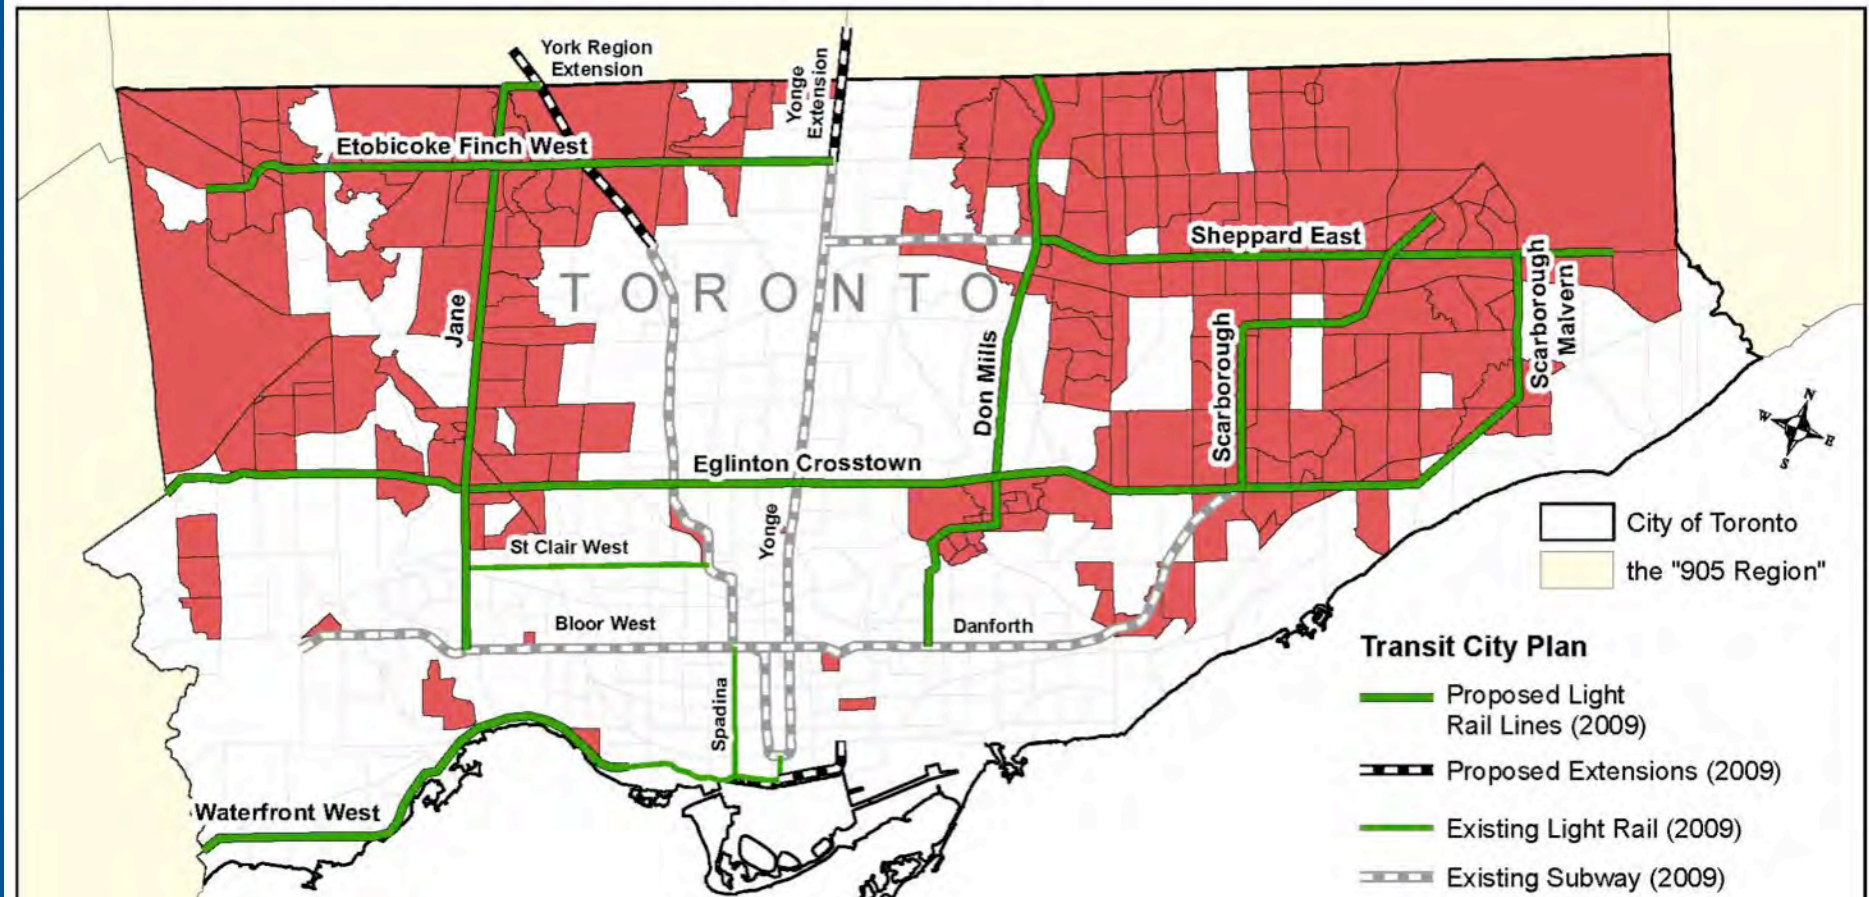 York Region
Extension
Yonge
Extension
Etobicoke Finch West
Sheppard East
TORONTO
Jane
Don Mills
Scarborough
Scarborough
Malvern
Eglinton Crosstown
N
W
E
S
Yonge
St Clair West
Bloor West
Danforth
Spadina
Waterfront West
City of Toronto
the "905 Region"
Transit City Plan
Proposed Light
Rail Lines (2009)
Proposed Extensions (2009)
Existing Light Rail (2009)
Existing Subway (2009)